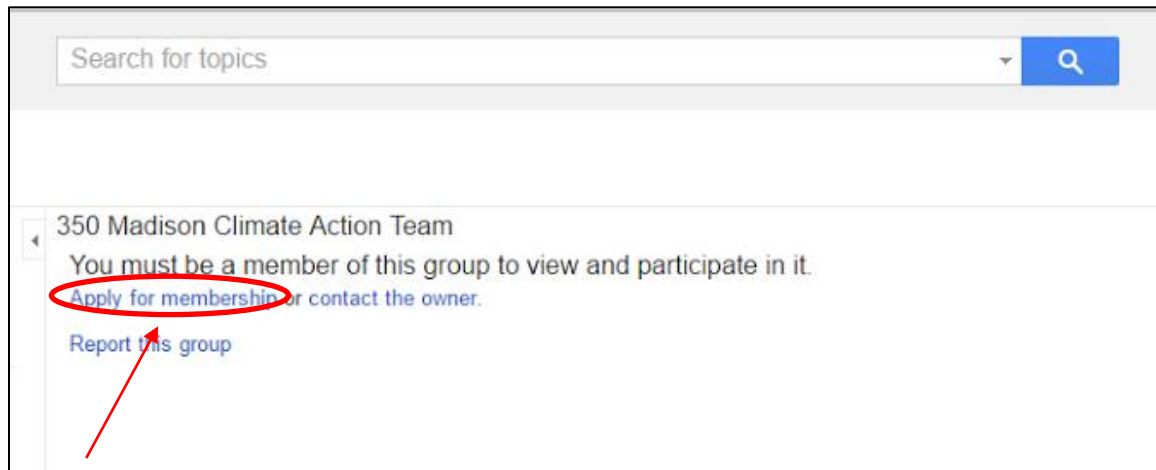 Search for topics
350 Madison Climate Action Team
You must be a member of this group to view and participate in it.
Apply for membership or contact the owner.
Report this group